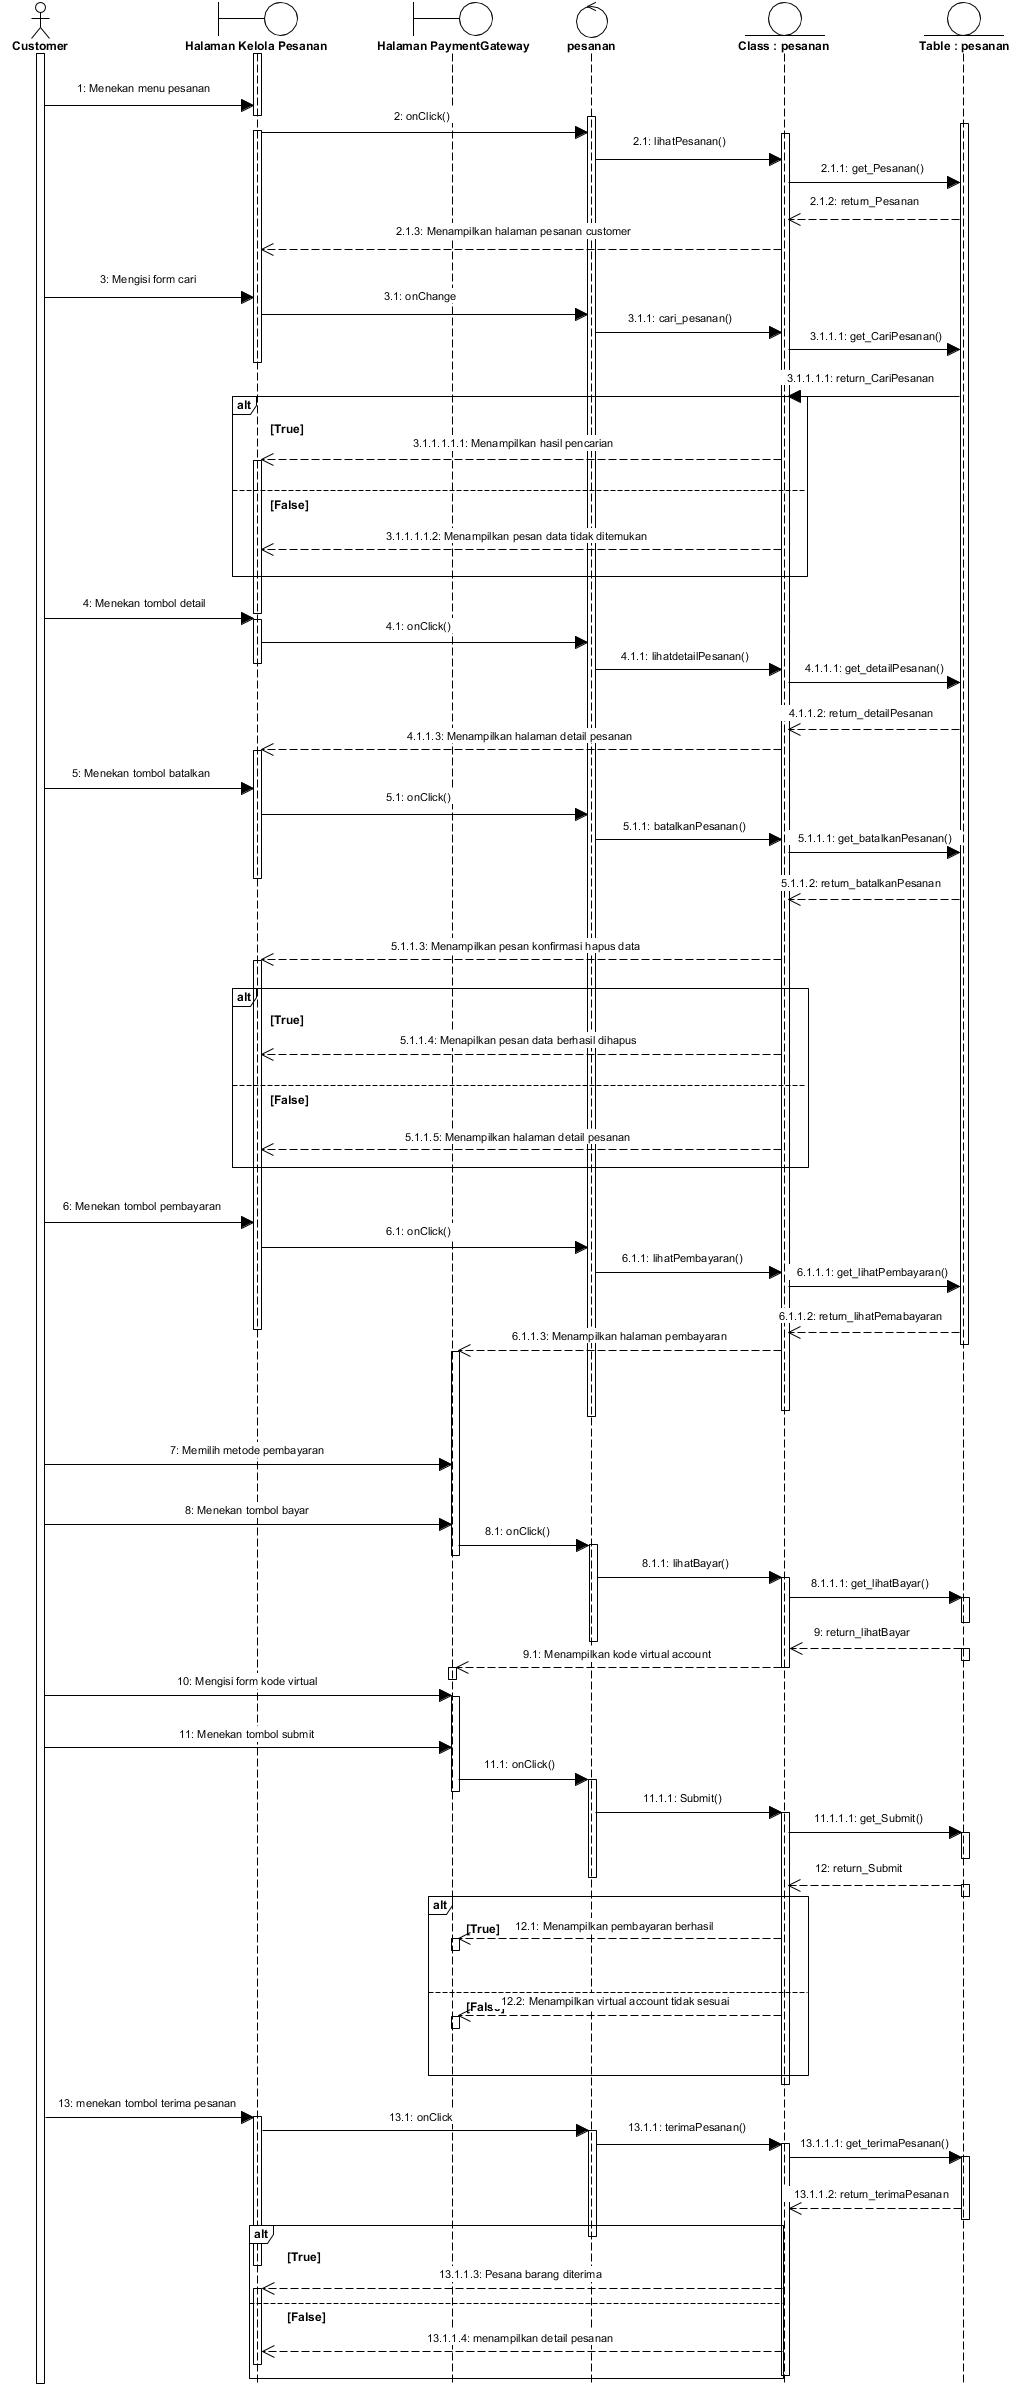 Customer
Halaman Kelola Pesanan
Halaman PaymentGateway
pesanan
Class : pesanan
Table : pesanan
1: Menekan menu pesanan
2: onClick()
2.1: lihatPesanan()
2.1.1: get_Pesanan()
2.1.2: return_Pesanan
2.1.3: Menampilkan halaman pesanan customer
3: Mengisi form cari
3.1: onChange
3.1.1: cari_pesanan()
3.1.1.1: get_CariPesanan()
3.1.1.1.1: return_CariPesanan
alt
[True]
3.1.1.1.1.1: Menampilkan hasil pencarian
[False]
3.1.1.1.1.2: Menampilkan pesan data tidak ditemukan
4: Menekan tombol detail
4.1: onClick()
4.1.1: lihatdetailPesanan()
4.1.1.1: get_detailPesanan()
4.1.1.2: return_detailPesanan
4.1.1.3: Menampilkan halaman detail pesanan
5: Menekan tombol batalkan
5.1: onClick()
5.1.1: batalkanPesanan()
5.1.1.1: get_batalkanPesanan()
5.1.1.2: return_batalkanPesanan
5.1.1.3: Menampilkan pesan konfirmasi hapus data
alt
[True]
5.1.1.4: Menapilkan pesan data berhasil dihapus
[False]
5.1.1.5: Menampilkan halaman detail pesanan
6: Menekan tombol pembayaran
6.1: onClick()
6.1.1: lihatPembayaran()
6.1.1.1: get_lihatPembayaran()
6.1.1.2: return_lihatPemabayaran
6.1.1.3: Menampilkan halaman pembayaran
7: Memilih metode pembayaran
8: Menekan tombol bayar
8.1: onClick()
8.1.1: lihatBayar()
8.1.1.1: get_lihatBayar()
9: return_lihatBayar
9.1: Menampilkan kode virtual account
10: Mengisi form kode virtual
11: Menekan tombol submit
11.1: onClick()
11.1.1: Submit()
11.1.1.1: get_Submit()
12: return_Submit
alt
[True]
12.1: Menampilkan pembayaran berhasil
[False]
12.2: Menampilkan virtual account tidak sesuai
13: menekan tombol terima pesanan
13.1: onClick
13.1.1: terimaPesanan()
13.1.1.1: get_terimaPesanan()
13.1.1.2: return_terimaPesanan
alt
[True]
13.1.1.3: Pesana barang diterima
[False]
13.1.1.4: menampilkan detail pesanan